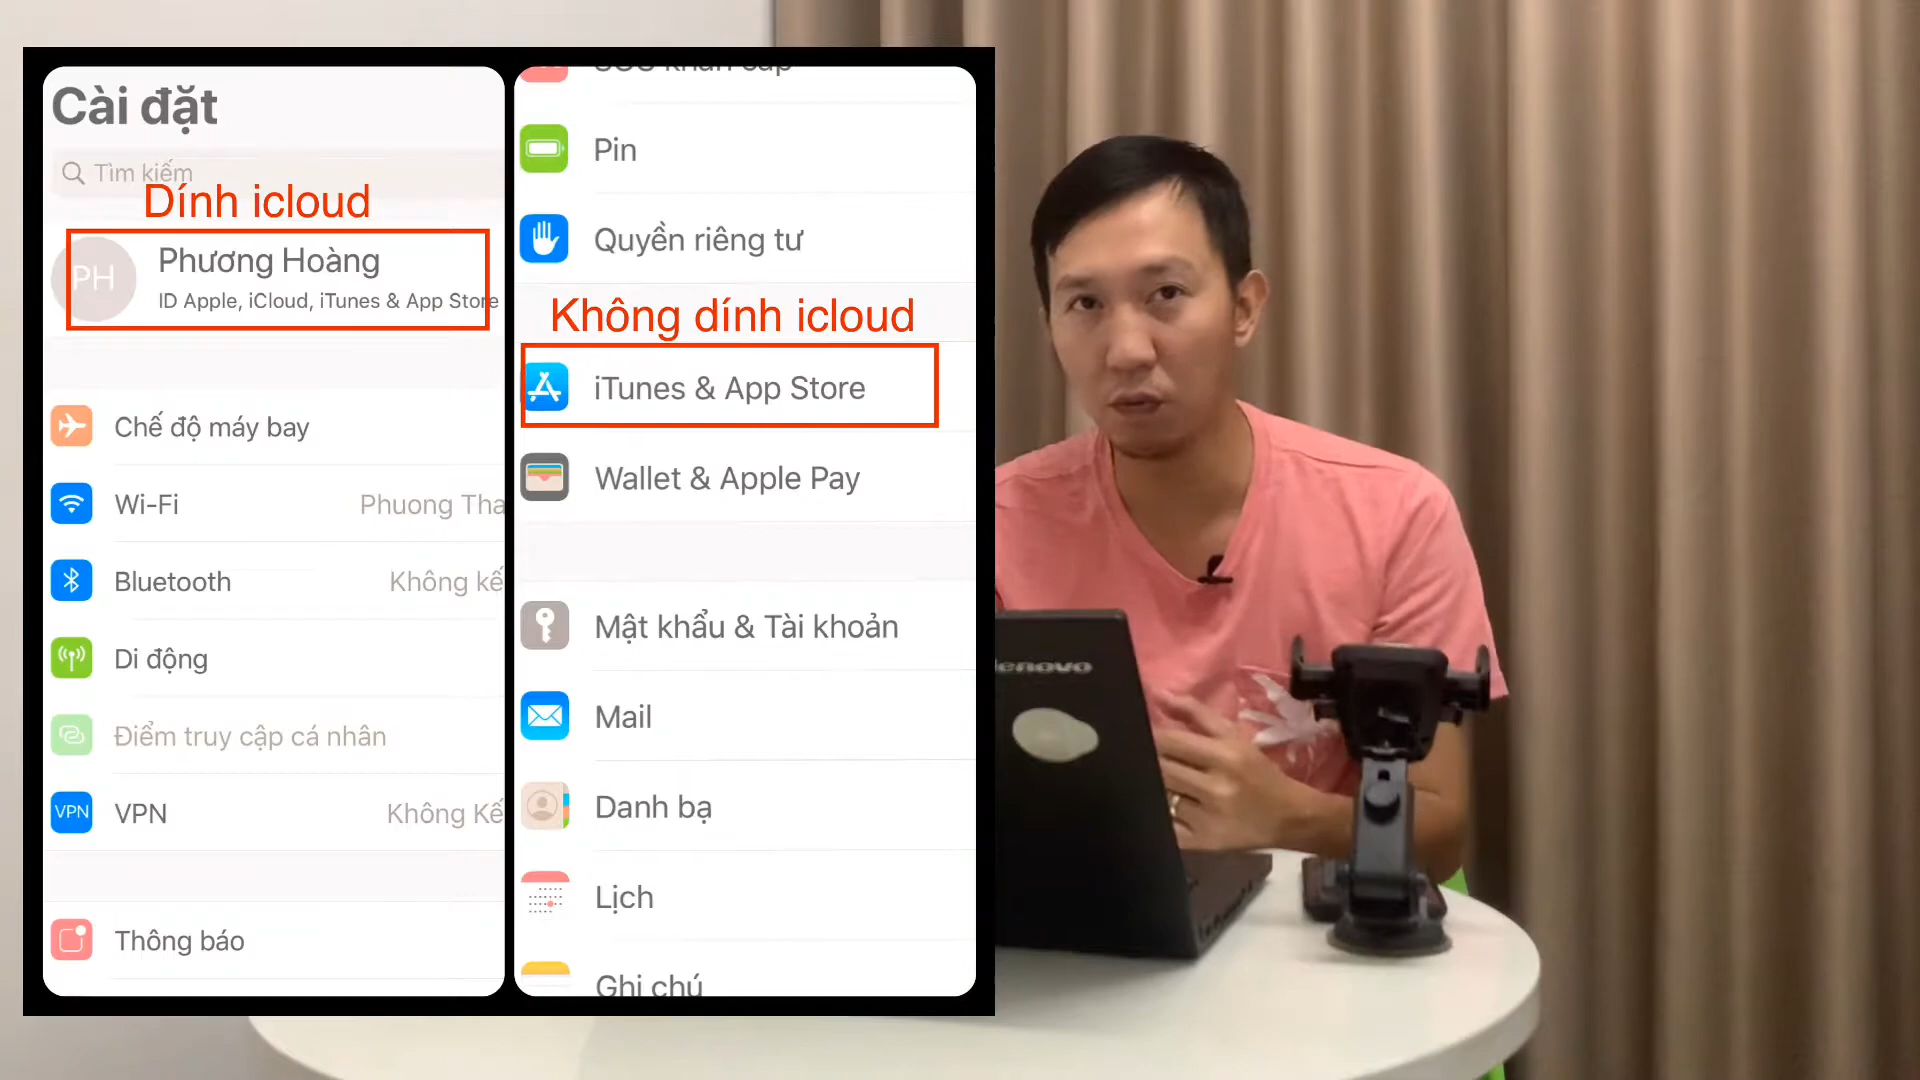 Cài đặt
Tìm kiếm
Dính icloud
PH
Phương Hoàng
ID Apple, iCloud, iTunes & App Store
Chế độ máy bay
Wi-Fi
Phuong Tha
Bluetooth
Không kế
Di động
Điểm truy cập cá nhân
VPN
VPN
Không Kế
Thông báo
SOS khẩn cấp
Pin
Quyền riêng tư
Không dính icloud
iTunes & App Store
Wallet & Apple Pay
Mật khẩu & Tài khoản
Mail
Danh bạ
Lịch
Ghi chú
lenovo